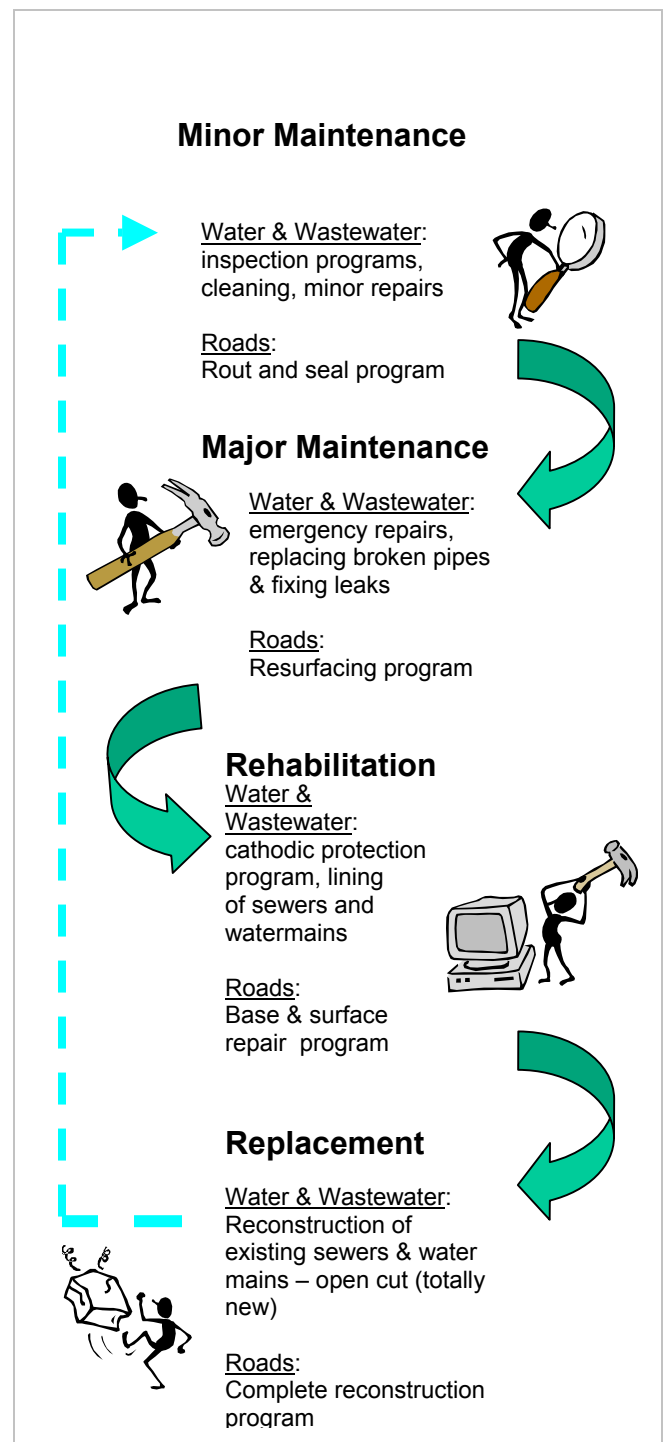 Minor Maintenance
Water & Wastewater:
inspection programs,
cleaning, minor repairs
Roads:
Rout and seal program
Major Maintenance
Water & Wastewater:
emergency repairs,
replacing broken pipes
& fixing leaks
Roads:
Resurfacing program
Rehabilitation
Water &
Wastewater:
cathodic protection
program, lining
of sewers and
watermains
Roads:
Base & surface
repair program
Replacement
Water & Wastewater:
Reconstruction of
existing sewers & water
mains – open cut (totally
new)
Roads:
Complete reconstruction
program